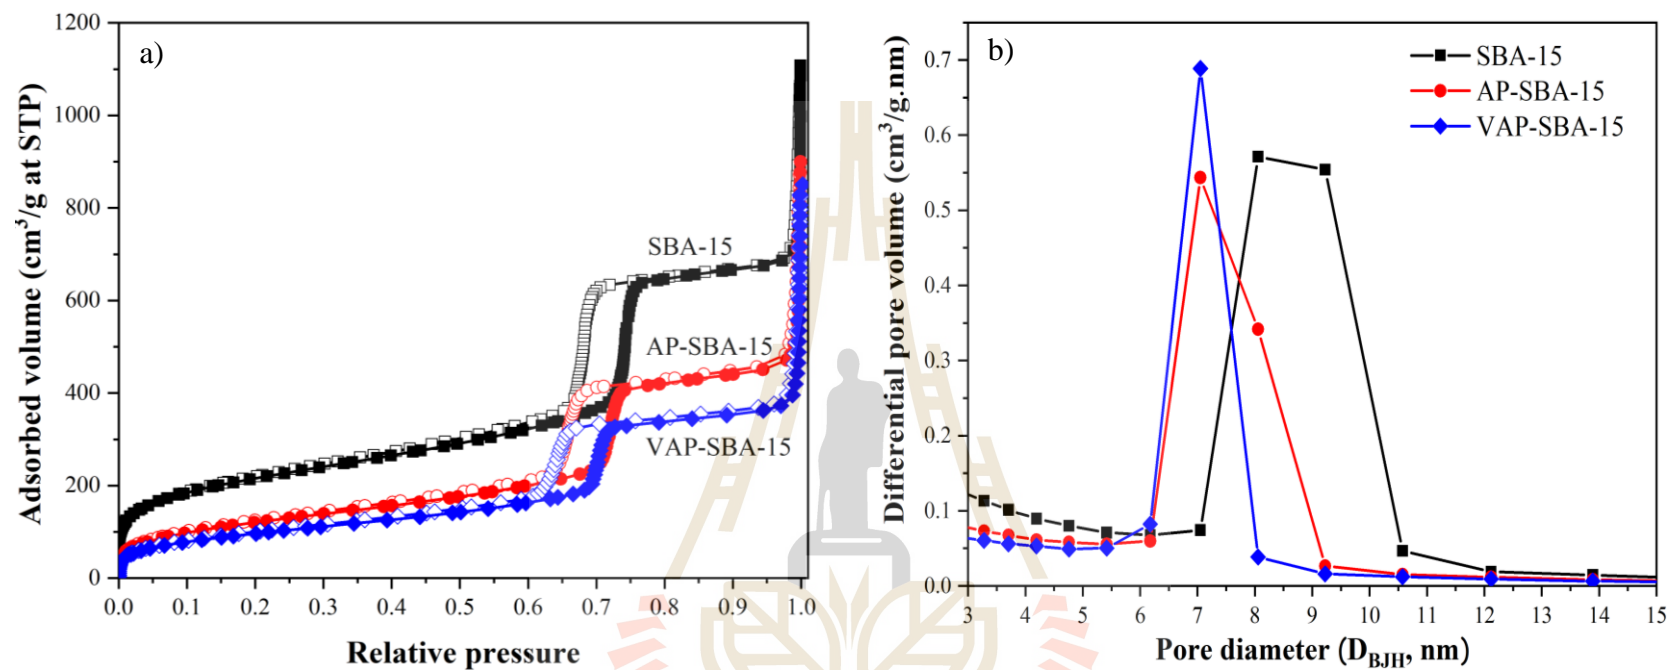 a)
Adsorbed volume (cm³/g at STP)
1200
1000
800
600
400
200
0
SBA-15
AP-SBA-15
VAP-SBA-15
0.0 0.1 0.2 0.3 0.4 0.5 0.6 0.7 0.8 0.9 1.0
Relative pressure
b)
Differential pore volume (cm³/g.nm)
0.7
0.6
0.5
0.4
0.3
0.2
0.1
0.0
SBA-15
AP-SBA-15
VAP-SBA-15
3 4 5 6 7 8 9 10 11 12 13 14 15
Pore diameter (D_BJH, nm)